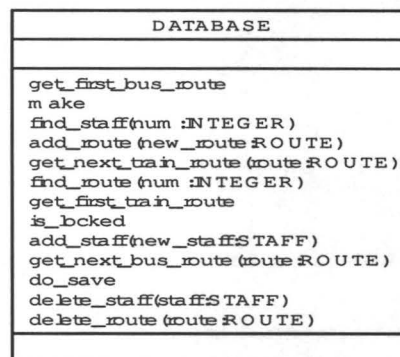 DATABASE
get_first_bus_route
make
find_staff(num :INTEGER)
add_route(new_route:ROUTE)
get_next_train_route(route:ROUTE)
find_route(num :INTEGER)
get_first_train_route
is_locked
add_staff(new_staff:STAFF)
get_next_bus_route(route:ROUTE)
do_save
delete_staff(staff:STAFF)
delete_route(route:ROUTE)